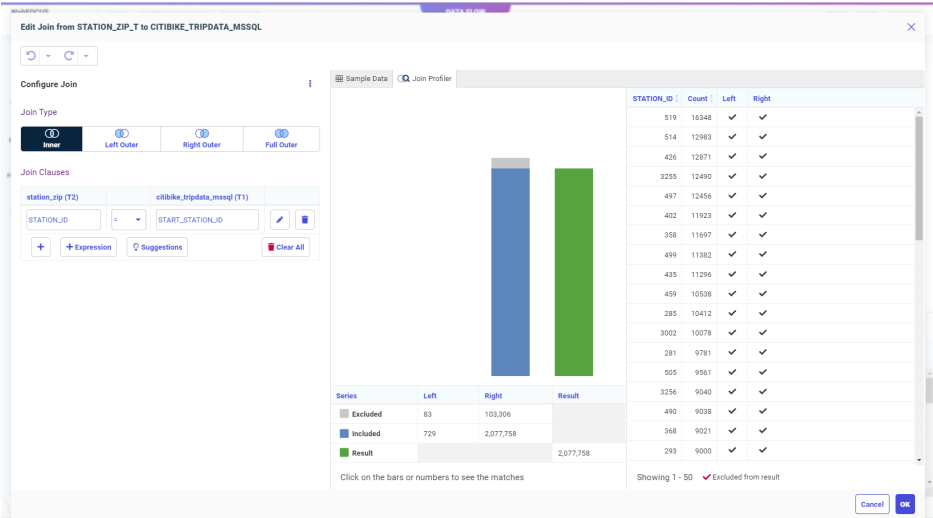 WebFOCUS
DATA FLOW
Edit Join from STATION_ZIP_T to CITIBIKE_TRIPDATA_MSSQL
Configure Join
Join Type
Inner
Left Outer
Right Outer
Full Outer
Join Clauses
station_zip (T2)
citibike_tripdata_mssql (T1)
STATION_ID
=
START_STATION_ID
+
+ Expression
Suggestions
Clear All
Sample Data
Join Profiler
Series Left Right Result
Excluded 83 103,306
Included 729 2,077,758
Result 2,077,758
Click on the bars or numbers to see the matches
STATION_ID Count Left Right
519 16348
514 12983
426 12871
3255 12490
497 12456
402 11923
358 11697
499 11382
435 11296
459 10538
285 10412
3002 10078
281 9781
505 9561
3256 9040
490 9038
368 9021
293 9000
Showing 1 - 50 Excluded from result
Cancel
OK